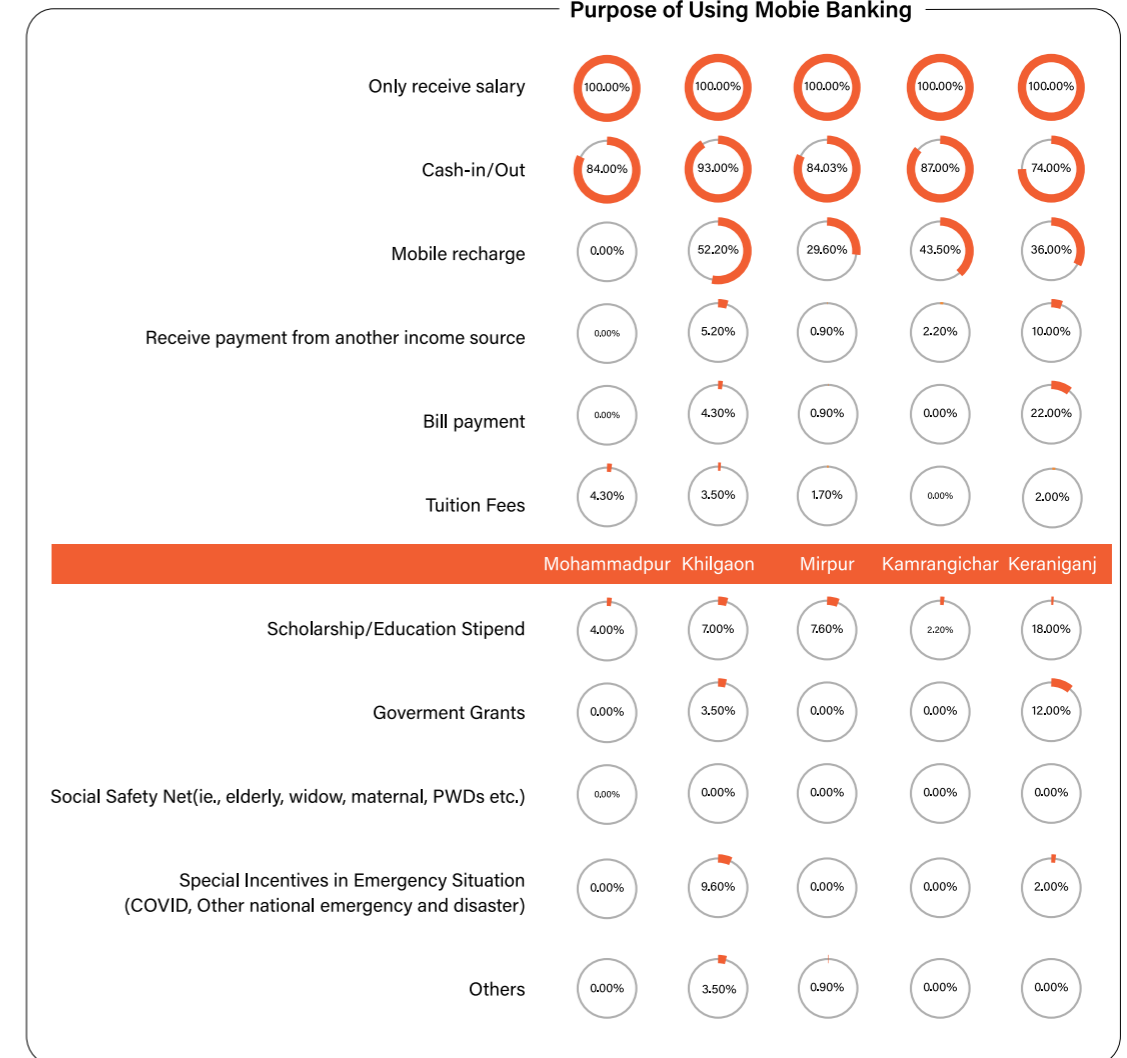 Purpose of Using Mobie Banking
Only receive salary 100.00% 100.00% 100.00% 100.00% 100.00%
Cash-in/Out 84.00% 93.00% 84.03% 87.00% 74.00%
Mobile recharge 0.00% 52.20% 29.60% 43.50% 36.00%
Receive payment from another income source 0.00% 5.20% 0.90% 2.20% 10.00%
Bill payment 0.00% 4.30% 0.90% 0.00% 22.00%
Tuition Fees 4.30% 3.50% 1.70% 0.00% 2.00%
Mohammadpur Khilgaon Mirpur Kamrangichar Keraniganj
Scholarship/Education Stipend 4.00% 7.00% 7.60% 2.20% 18.00%
Goverment Grants 0.00% 3.50% 0.00% 0.00% 12.00%
Social Safety Net(ie., elderly, widow, maternal, PWDs etc.) 0.00% 0.00% 0.00% 0.00% 0.00%
Special Incentives in Emergency Situation
(COVID, Other national emergency and disaster) 0.00% 9.60% 0.00% 0.00% 2.00%
Others 0.00% 3.50% 0.90% 0.00% 0.00%